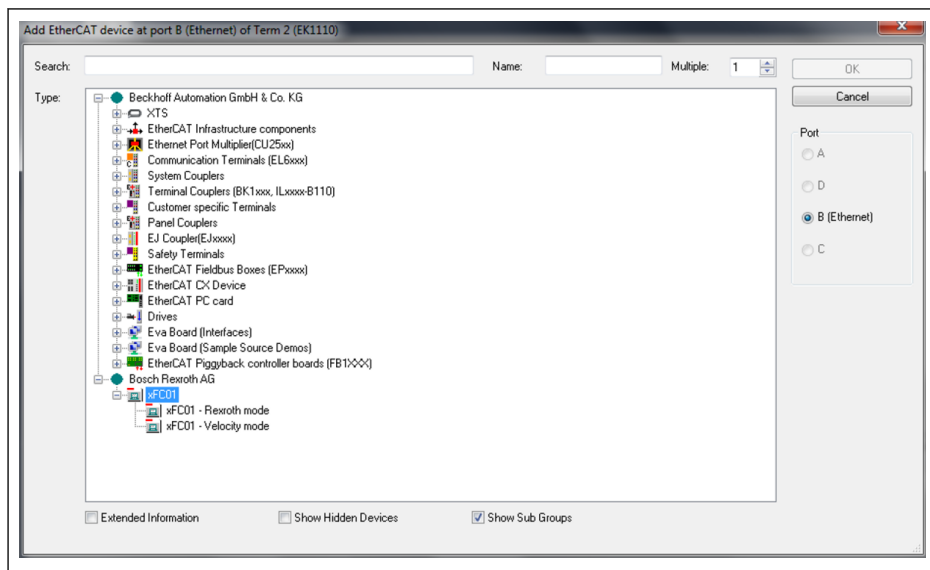 Add EtherCAT device at port B (Ethernet) of Term 2 (EK1110)
Search:
Name:
Multiple:
1
OK
Type:
Cancel
Beckhoff Automation GmbH & Co. KG
XTS
EtherCAT Infrastructure components
Ethernet Port Multiplier(CU25xx)
Communication Terminals (EL6xxx)
System Couplers
Terminal Couplers (BK1xxx, ILxxxx-B110)
Customer specific Terminals
Panel Couplers
EJ Coupler(EJxxxx)
Safety Terminals
EtherCAT Fieldbus Boxes (EPxxxx)
EtherCAT CX Device
EtherCAT PC card
Drives
Eva Board (Interfaces)
Eva Board (Sample Source Demos)
EtherCAT Piggyback controller boards (FB1XXX)
Bosch Rexroth AG
xFC01
xFC01 - Rexroth mode
xFC01 - Velocity mode
Port
A
D
B (Ethernet)
C
Extended Information
Show Hidden Devices
Show Sub Groups